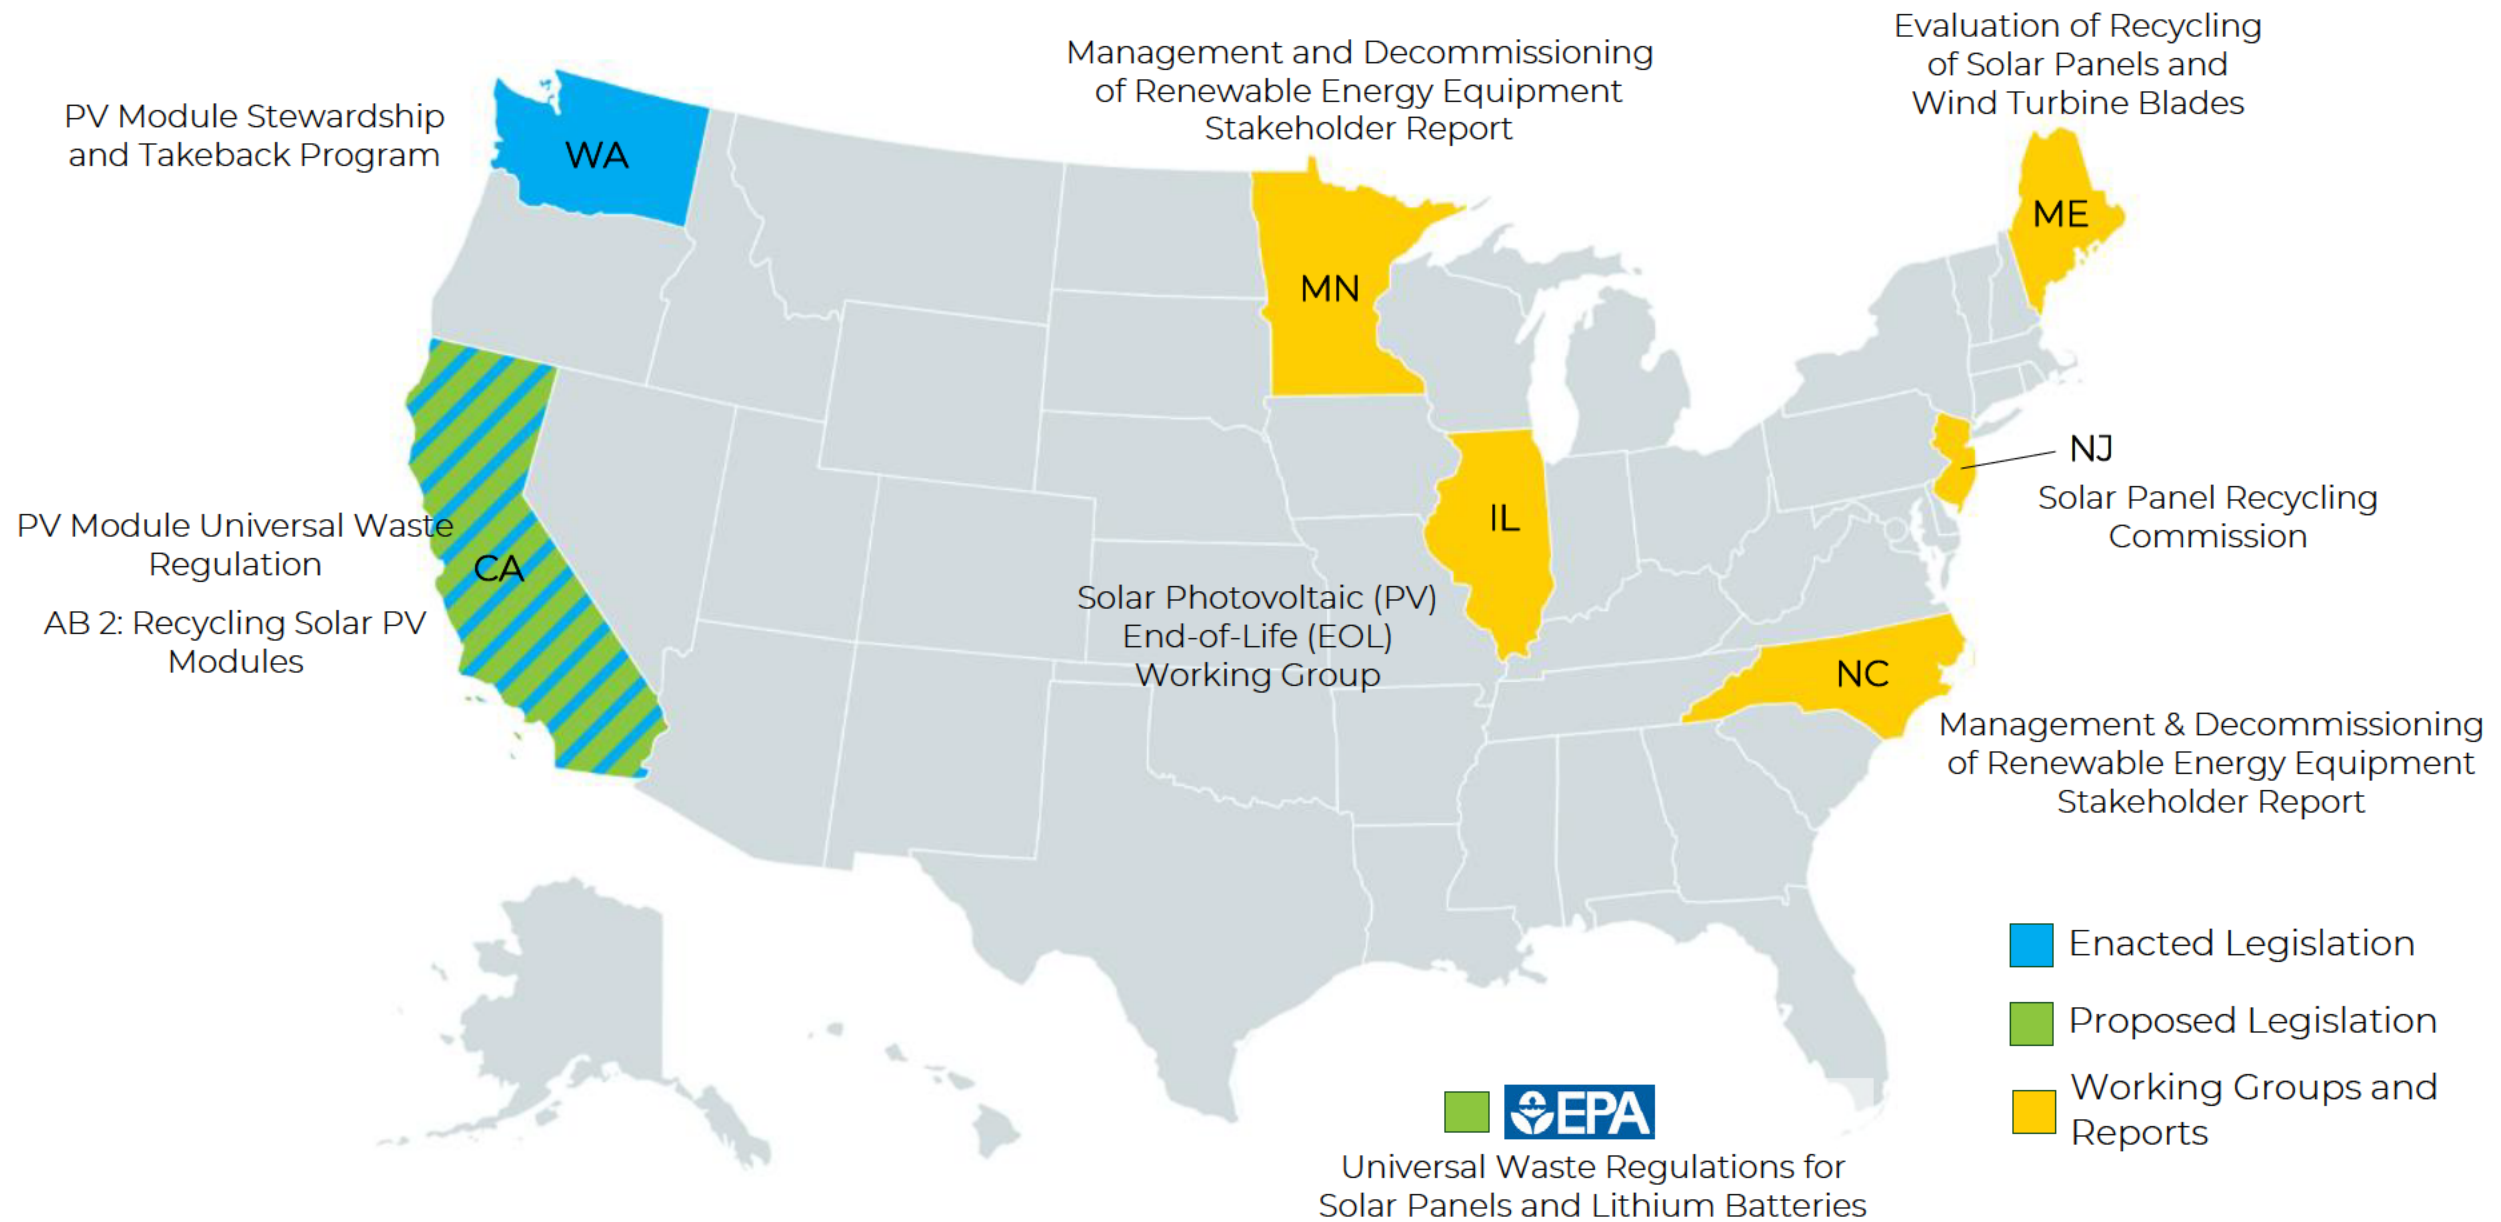 PV Module Stewardship
and Takeback Program
WA
Management and Decommissioning
of Renewable Energy Equipment
Stakeholder Report
MN
Evaluation of Recycling
of Solar Panels and
Wind Turbine Blades
ME
NJ
Solar Panel Recycling
Commission
PV Module Universal Waste
Regulation
CA
AB 2: Recycling Solar PV
Modules
IL
Solar Photovoltaic (PV)
End-of-Life (EOL)
Working Group
NC
Management & Decommissioning
of Renewable Energy Equipment
Stakeholder Report
Enacted Legislation
Proposed Legislation
Working Groups and
Reports
EPA
Universal Waste Regulations for
Solar Panels and Lithium Batteries